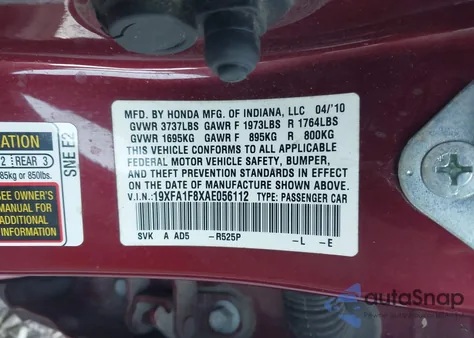 MFD. BY HONDA MFG. OF INDIANA, LLC 04/'10
GVWR 3737LBS GAWR F 1973LBS R 1764LBS
GVWR 1695KG GAWR F 895KG R 800KG
THIS VEHICLE CONFORMS TO ALL APPLICABLE
FEDERAL MOTOR VEHICLE SAFETY, BUMPER,
AND THEFT PREVENTION STANDARDS IN EFFECT
ON THE DATE OF MANUFACTURE SHOWN ABOVE.
V.I.N.:19XFA1F8XAE056112 TYPE: PASSENGER CAR
SVK A AD5 -R525P -L -E
ATION
2 REAR 3
85kg or 850lbs.
SEE OWNER'S
MANUAL FOR
ADDITIONAL
INFORMATION
SNE E2
autoSnap